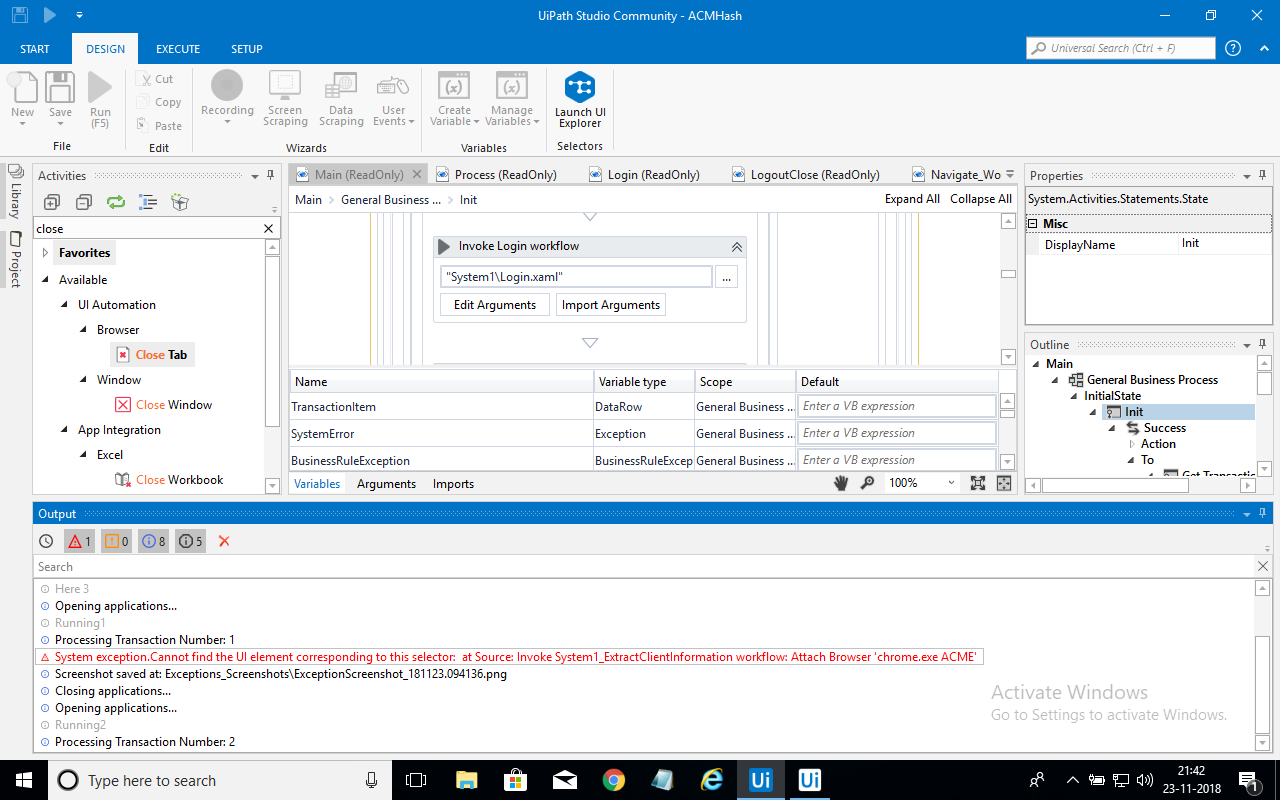 UiPath Studio Community - ACMHash
START DESIGN EXECUTE SETUP
Universal Search (Ctrl + F)
New Save Run (F5)
Cut
Copy
Paste
Recording Screen Scraping Data Scraping User Events
Create Variable Manage Variables
Launch UI Explorer
File Edit Wizards Variables Selectors
Library
Project
Activities
close
Favorites
Available
UI Automation
Browser
Close Tab
Window
Close Window
App Integration
Excel
Close Workbook
Main (ReadOnly) Process (ReadOnly) Login (ReadOnly) LogoutClose (ReadOnly) Navigate_Wo
Main > General Business ... > Init
Expand All Collapse All
Invoke Login workflow
"System1\Login.xaml"
...
Edit Arguments Import Arguments
Name Variable type Scope Default
TransactionItem DataRow General Business ... Enter a VB expression
SystemError Exception General Business ... Enter a VB expression
BusinessRuleException BusinessRuleExcep General Business ... Enter a VB expression
Variables Arguments Imports
100%
Properties
System.Activities.Statements.State
Misc
DisplayName Init
Outline
Main
General Business Process
InitialState
Init
Success
Action
To
Get Transactic
Output
1 0 8 5
Search
Here 3
Opening applications...
Running1
Processing Transaction Number: 1
System exception.Cannot find the UI element corresponding to this selector:  at Source: Invoke System1_ExtractClientInformation workflow: Attach Browser 'chrome.exe ACME'
Screenshot saved at: Exceptions_Screenshots\ExceptionScreenshot_181123.094136.png
Closing applications...
Opening applications...
Running2
Processing Transaction Number: 2
Activate Windows
Go to Settings to activate Windows.
Type here to search
Ui Ui
21:42
23-11-2018
1